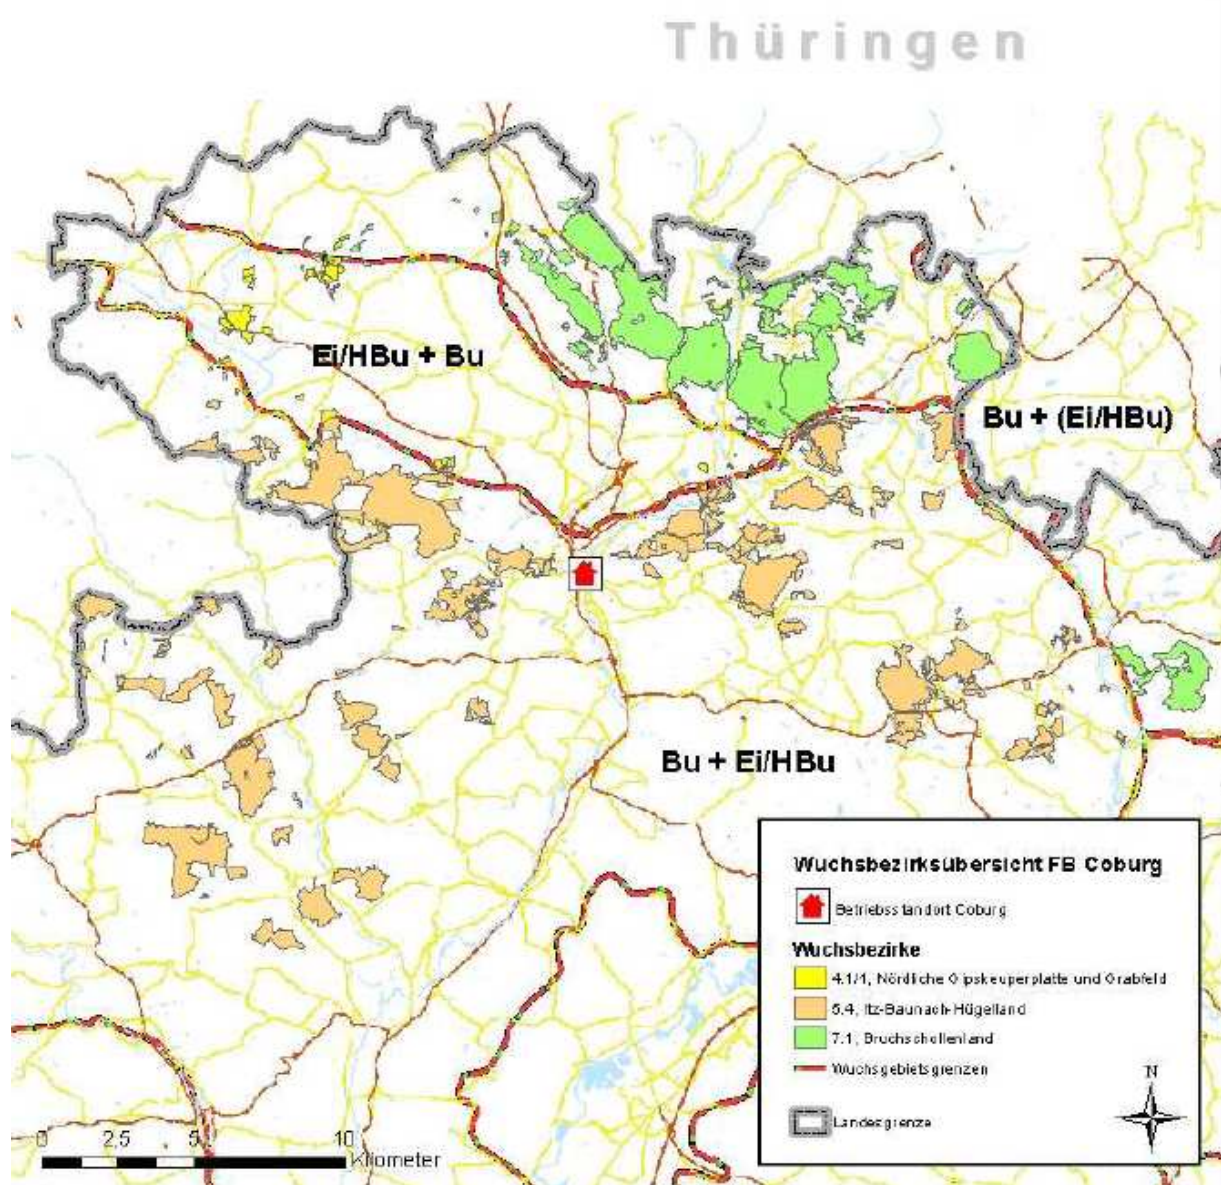 Thüringen
Ei/HBu + Bu
Bu + (Ei/HBu)
Bu + Ei/HBu
Wuchsbezirksübersicht FB Coburg
Betriebsstandort Coburg
Wuchsbezirke
4.1/1, Nördliche Gipskeuperplatte und Grabfeld
5.4, Itz-Baunach-Hügelland
7.1, Bruchschollenland
Wuchsgebietsgrenzen
N
Landesgrenze
0 2,5 5 10
Kilometer